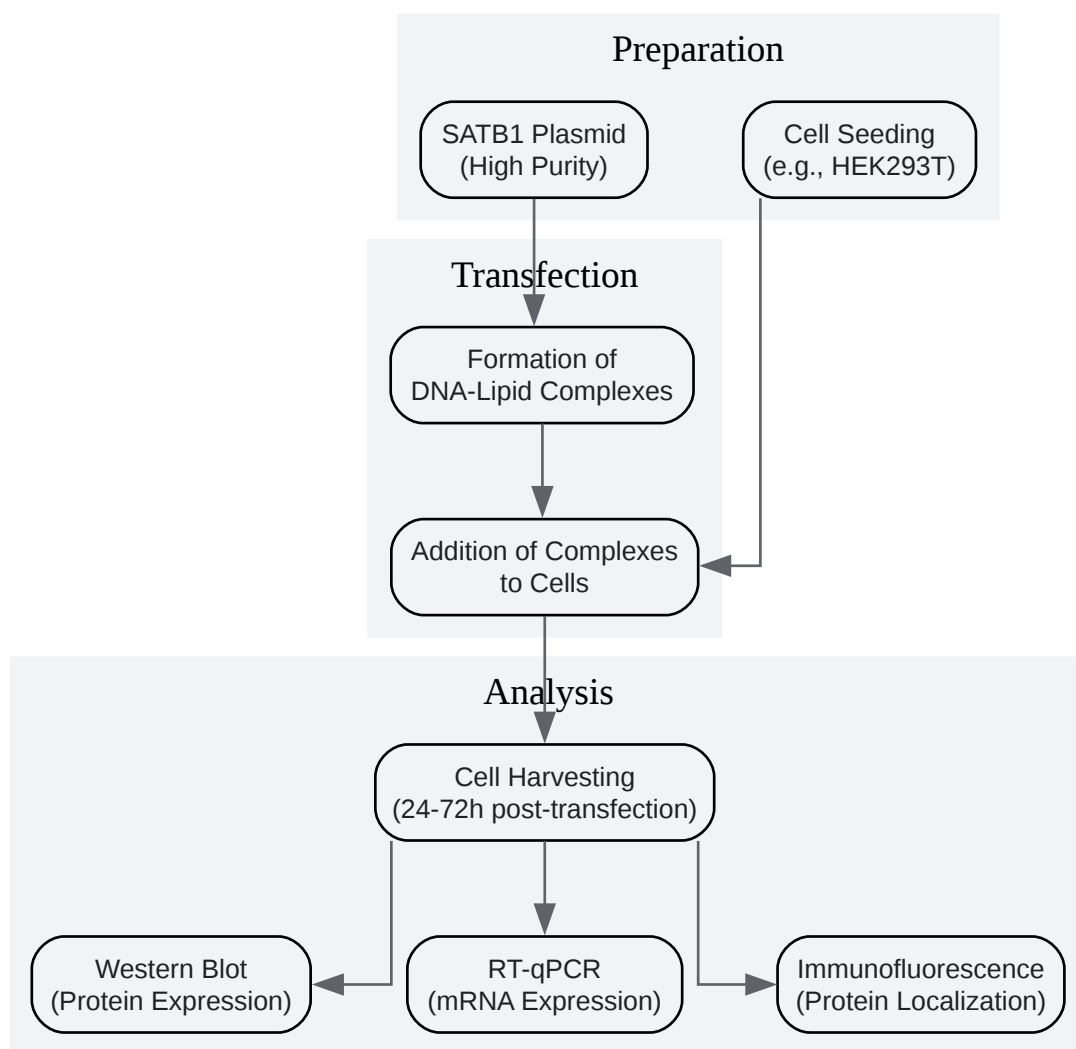 Preparation
SATB1 Plasmid
(High Purity)
Cell Seeding
(e.g., HEK293T)
Transfection
Formation of
DNA-Lipid Complexes
Addition of Complexes
to Cells
Analysis
Cell Harvesting
(24-72h post-transfection)
Western Blot
(Protein Expression)
RT-qPCR
(mRNA Expression)
Immunofluorescence
(Protein Localization)